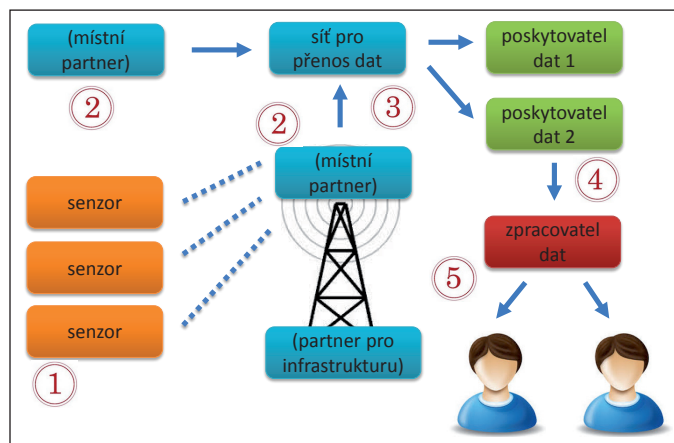 (místní
partner)
síť pro
přenos dat
poskytovatel
dat 1
2
3
2
poskytovatel
dat 2
(místní
partner)
4
senzor
senzor
zpracovatel
dat
5
senzor
(partner pro
infrastrukturu)
1